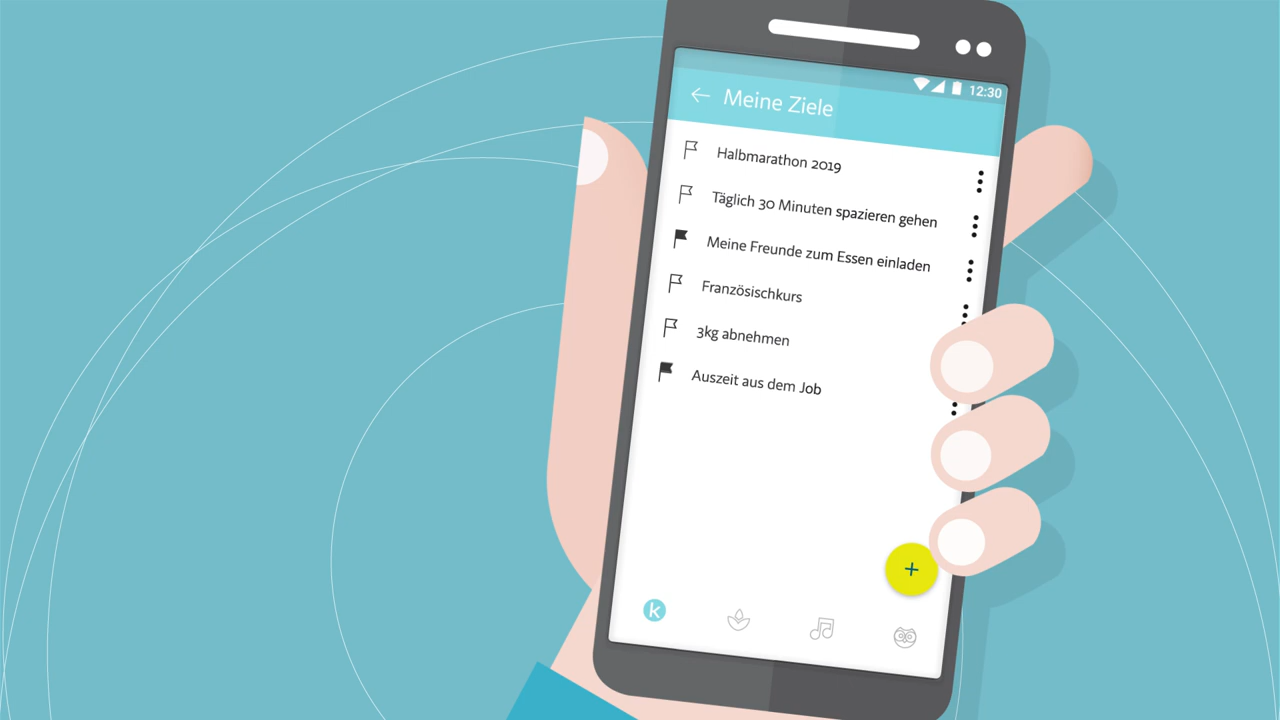 12:30
Meine Ziele
Halbmarathon 2019
Täglich 30 Minuten spazieren gehen
Meine Freunde zum Essen einladen
Französischkurs
3kg abnehmen
Auszeit aus dem Job
+
k